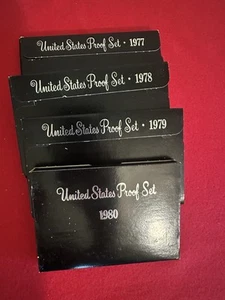 United States Proof Set · 1977
United States Proof Set · 1978
United States Proof Set · 1979
United States Proof Set
1980